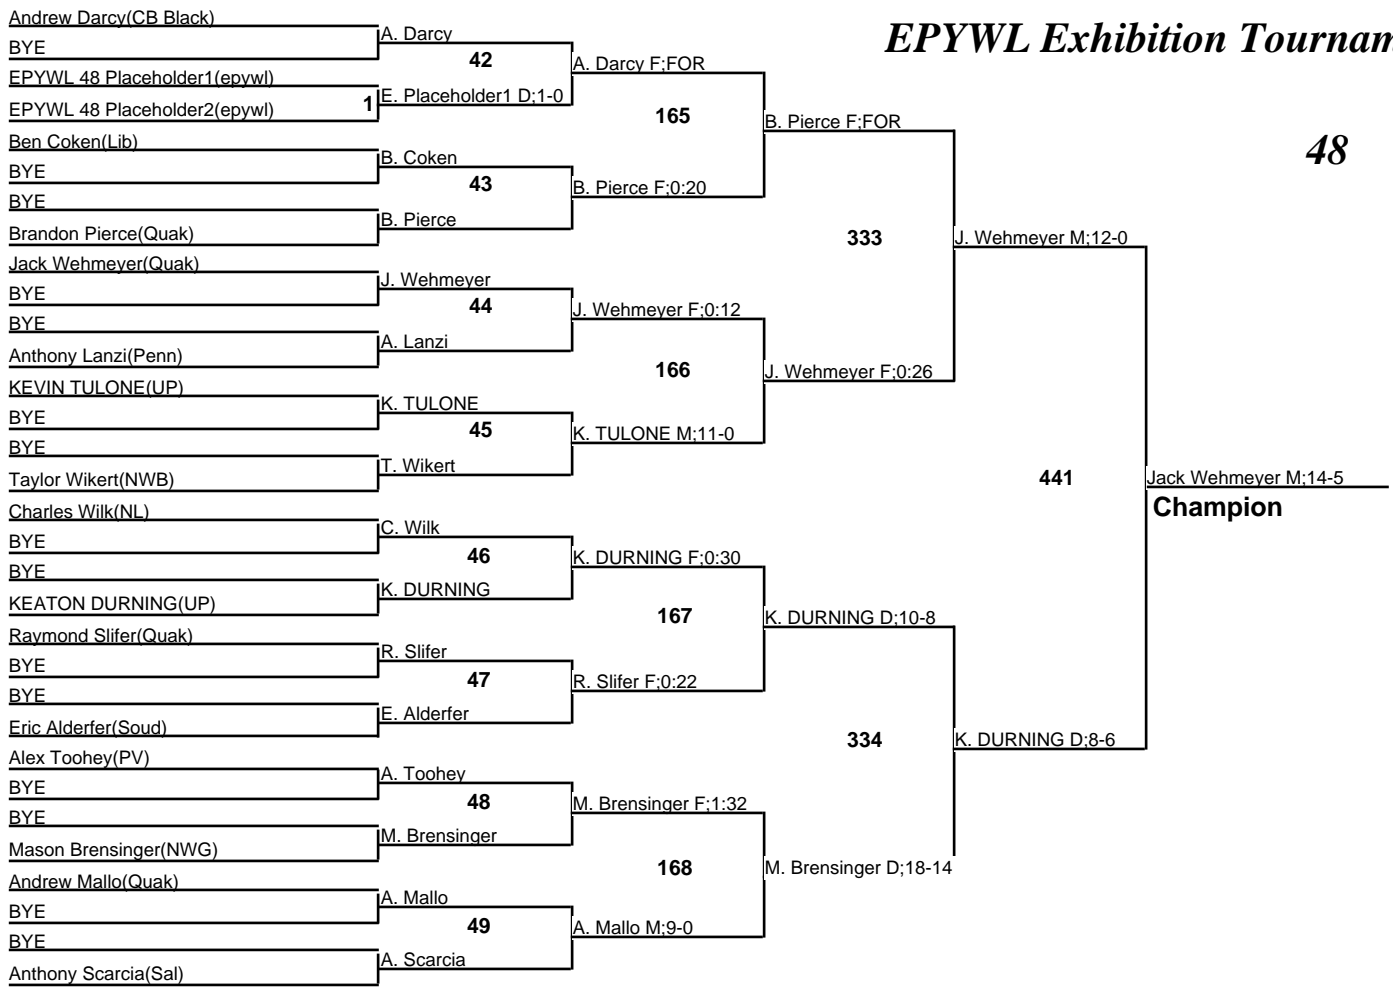 EPYWL Exhibition Tournam
48
Andrew Darcy(CB Black)
BYE
EPYWL 48 Placeholder1(epywl)
EPYWL 48 Placeholder2(epywl)
Ben Coken(Lib)
BYE
BYE
Brandon Pierce(Quak)
Jack Wehmeyer(Quak)
BYE
BYE
Anthony Lanzi(Penn)
KEVIN TULONE(UP)
BYE
BYE
Taylor Wikert(NWB)
Charles Wilk(NL)
BYE
BYE
KEATON DURNING(UP)
Raymond Slifer(Quak)
BYE
BYE
Eric Alderfer(Soud)
Alex Toohey(PV)
BYE
BYE
Mason Brensinger(NWG)
Andrew Mallo(Quak)
BYE
BYE
Anthony Scarcia(Sal)
A. Darcy
42
1
E. Placeholder1 D;1-0
B. Coken
43
B. Pierce
J. Wehmeyer
44
A. Lanzi
K. TULONE
45
T. Wikert
C. Wilk
46
K. DURNING
R. Slifer
47
E. Alderfer
A. Toohey
48
M. Brensinger
A. Mallo
49
A. Scarcia
A. Darcy F;FOR
165
B. Pierce F;0:20
J. Wehmeyer F;0:12
166
K. TULONE M;11-0
K. DURNING F;0:30
167
R. Slifer F;0:22
M. Brensinger F;1:32
168
A. Mallo M;9-0
B. Pierce F;FOR
333
J. Wehmeyer F;0:26
K. DURNING D;10-8
334
M. Brensinger D;18-14
J. Wehmeyer M;12-0
441
K. DURNING D;8-6
Jack Wehmeyer M;14-5
Champion